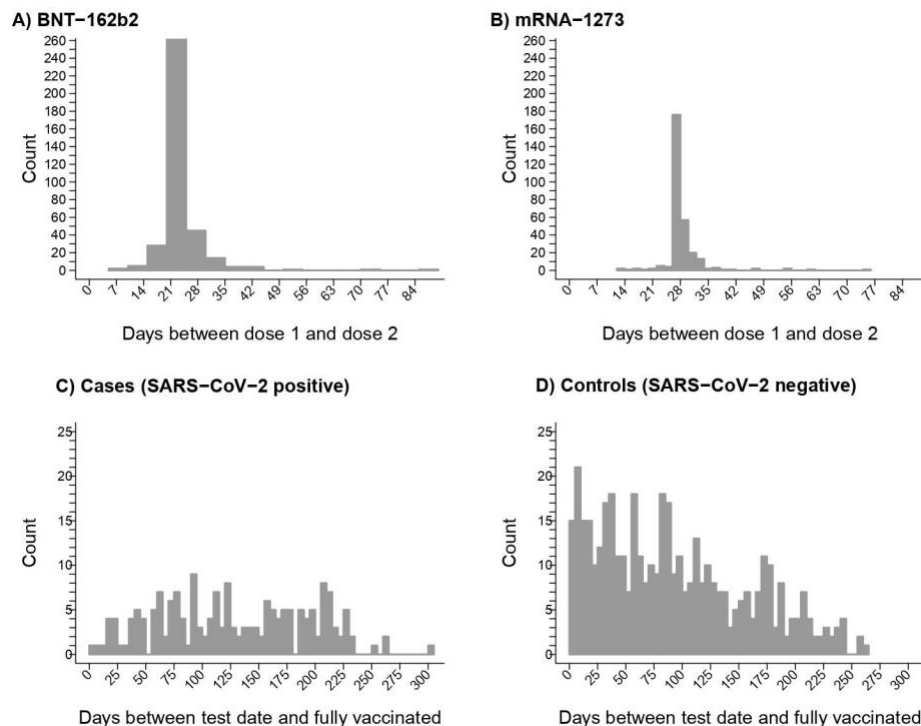 A) BNT−162b2
B) mRNA−1273
260
240
220
200
180
160
140
120
100
80
60
40
20
0
Count
0 7 14 21 28 35 42 49 56 63 70 77 84
Days between dose 1 and dose 2
260
240
220
200
180
160
140
120
100
80
60
40
20
0
Count
0 7 14 21 28 35 42 49 56 63 70 77 84
Days between dose 1 and dose 2
C) Cases (SARS−CoV−2 positive)
D) Controls (SARS−CoV−2 negative)
25
20
15
10
5
0
Count
0 25 50 75 100 125 150 175 200 225 250 275 300
Days between test date and fully vaccinated
25
20
15
10
5
0
Count
0 25 50 75 100 125 150 175 200 225 250 275 300
Days between test date and fully vaccinated